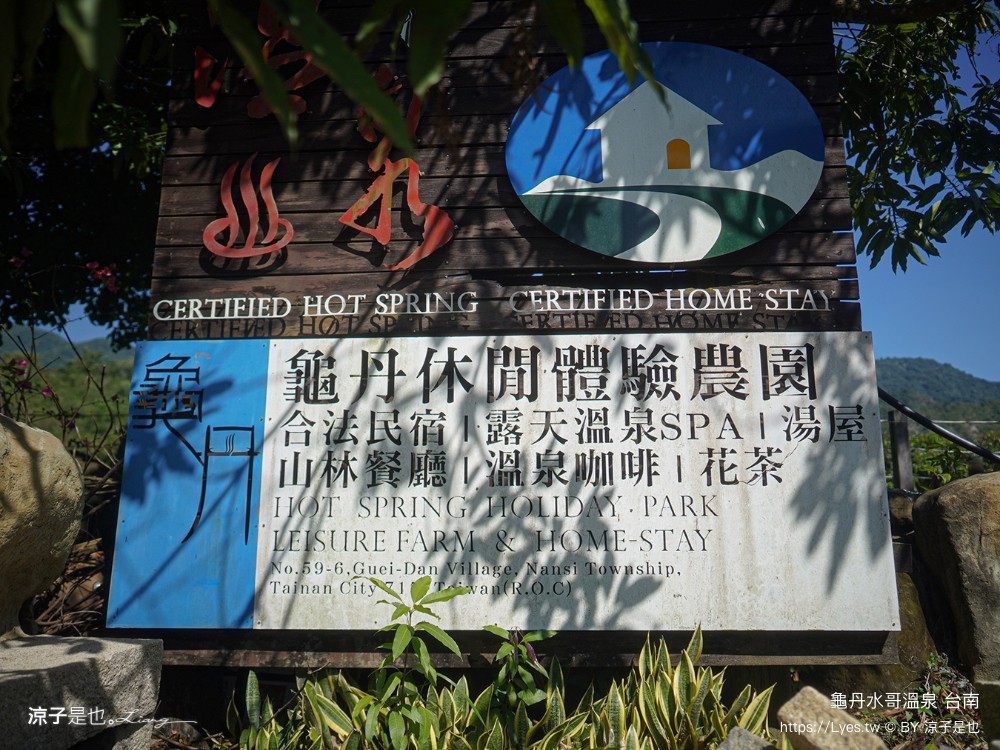 CERTIFIED HOT SPRING
CERTIFIED HOME STAY
龜丹
龜丹休閒體驗農園
合法民宿 | 露天溫泉SPA | 湯屋
山林餐廳 | 溫泉咖啡 | 花茶
HOT SPRING HOLIDAY . PARK
LEISURE FARM & HOME-STAY
No.59-6,Guei-Dan Village, Nansi Township,
Tainan City Taiwan(R.O.C)
涼子是也。
龜丹水哥溫泉 台南
https://Lyes.tw © BY 涼子是也